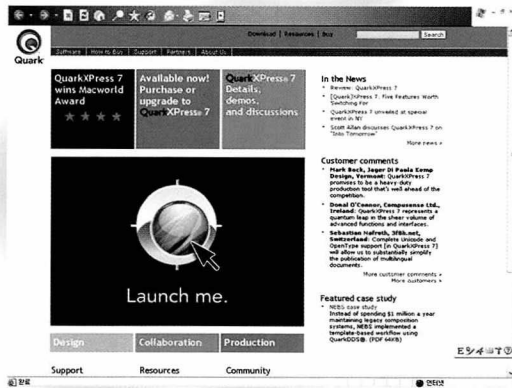 Download | Resources | Buy
Search
Quark
Software | How to Buy | Support | Partners | About Us
QuarkXPress 7
wins Macworld
Award
Available now!
Purchase or
upgrade to
QuarkXPress® 7
QuarkXPress® 7
Details,
demos,
and discussions
Launch me.
Design
Collaboration
Production
Support
Resources
Community
In the News
Review: QuarkXPress 7
[Quark]XPress 7: Five Features Worth
Switching For
QuarkXPress 7 unveiled at special
event in NY
Scott Allan discusses QuarkXPress 7 on
"Into Tomorrow"
More news »
Customer comments
Mark Beck, Jager Di Paola Kemp
Design, Vermont: QuarkXPress 7
promises to be a heavy-duty
production tool that's well ahead of the
competition.
Donal O'Connor, Compusense Ltd.,
Ireland: QuarkXPress 7 represents a
quantum leap in the sheer volume of
advanced functions and interfaces.
Sebastian Nafroth, 3f8h.net,
Switzerland: Complete Unicode and
OpenType support [in QuarkXPress 7]
will allow us to substantially simplify
the publication of multilingual
documents.
More customer comments »
More customers »
Featured case study
NEBS case study
Instead of spending $1 million a year
maintaining legacy composition
systems, NEBS implemented a
template-based workflow using
QuarkDDS®. (PDF 64KB)
완료
인터넷